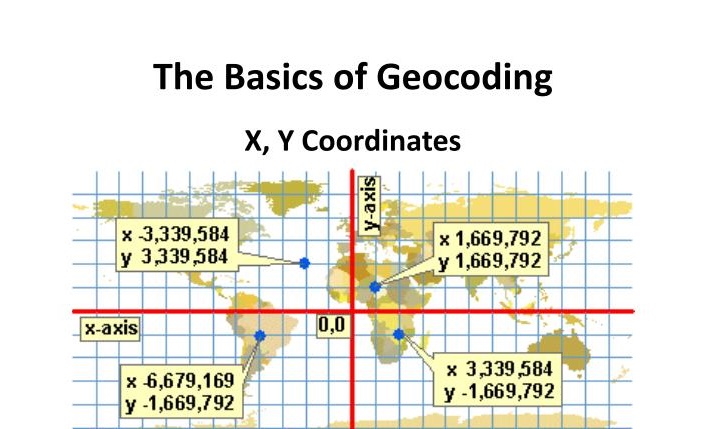 The Basics of Geocoding
X, Y Coordinates
y-axis
x -3,339,584
y 3,339,584
x 1,669,792
y 1,669,792
x-axis
0,0
x -6,679,169
y -1,669,792
x 3,339,584
y -1,669,792